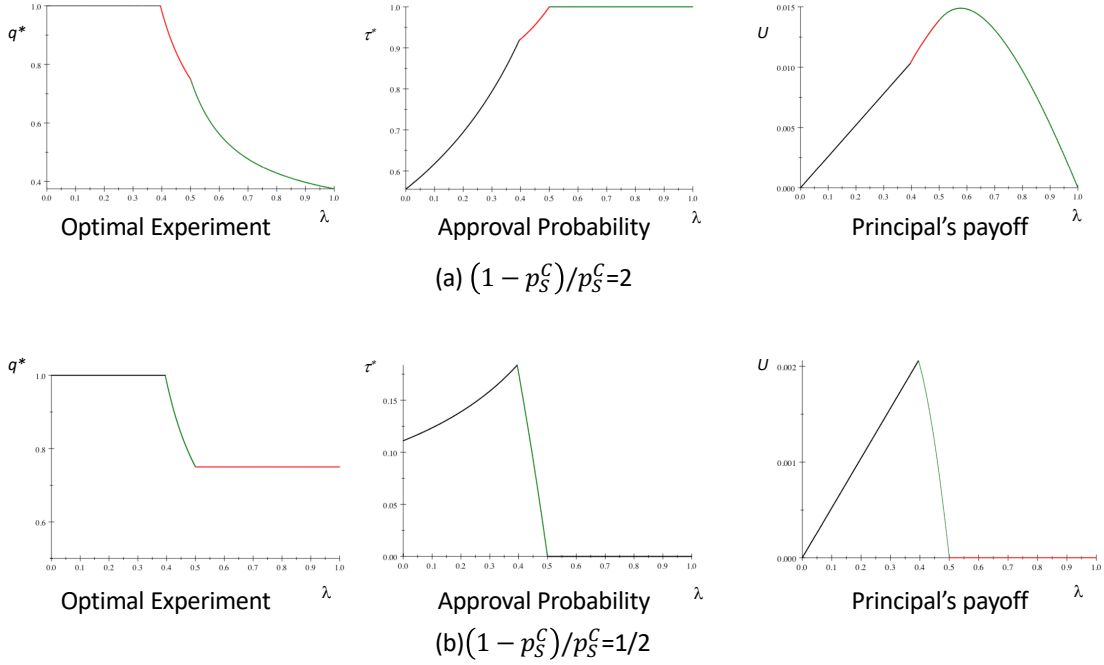 q*
1.0
0.8
0.6
0.4
0.0 0.1 0.2 0.3 0.4 0.5 0.6 0.7 0.8 0.9 1.0
λ
Optimal Experiment
τ*
1.0
0.9
0.8
0.7
0.6
0.0 0.1 0.2 0.3 0.4 0.5 0.6 0.7 0.8 0.9 1.0
λ
Approval Probability
U
0.015
0.010
0.005
0.000
0.0 0.1 0.2 0.3 0.4 0.5 0.6 0.7 0.8 0.9 1.0
λ
Principal’s payoff
(a) (1 − p_S^C)/p_S^C=2
q*
1.0
0.8
0.6
0.0 0.1 0.2 0.3 0.4 0.5 0.6 0.7 0.8 0.9 1.0
Optimal Experiment λ
τ*
0.15
0.10
0.05
0.00
0.0 0.1 0.2 0.3 0.4 0.5 0.6 0.7 0.8 0.9 1.0
Approval Probability λ
U
0.002
0.001
0.000
0.0 0.1 0.2 0.3 0.4 0.5 0.6 0.7 0.8 0.9 1.0
Principal’s payoff λ
(b)(1 − p_S^C)/p_S^C=1/2